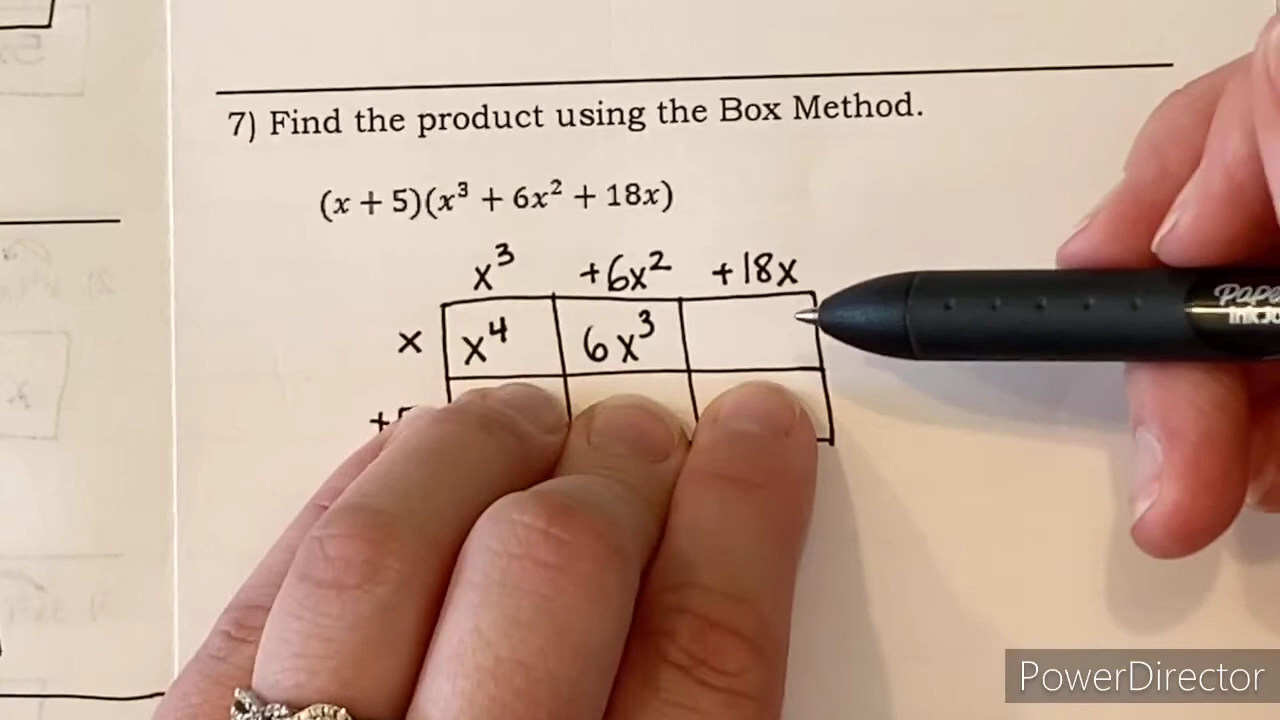 7) Find the product using the Box Method.
(x + 5)(x³ + 6x² + 18x)
x³ +6x² +18x
x x⁴ 6x³
PowerDirector